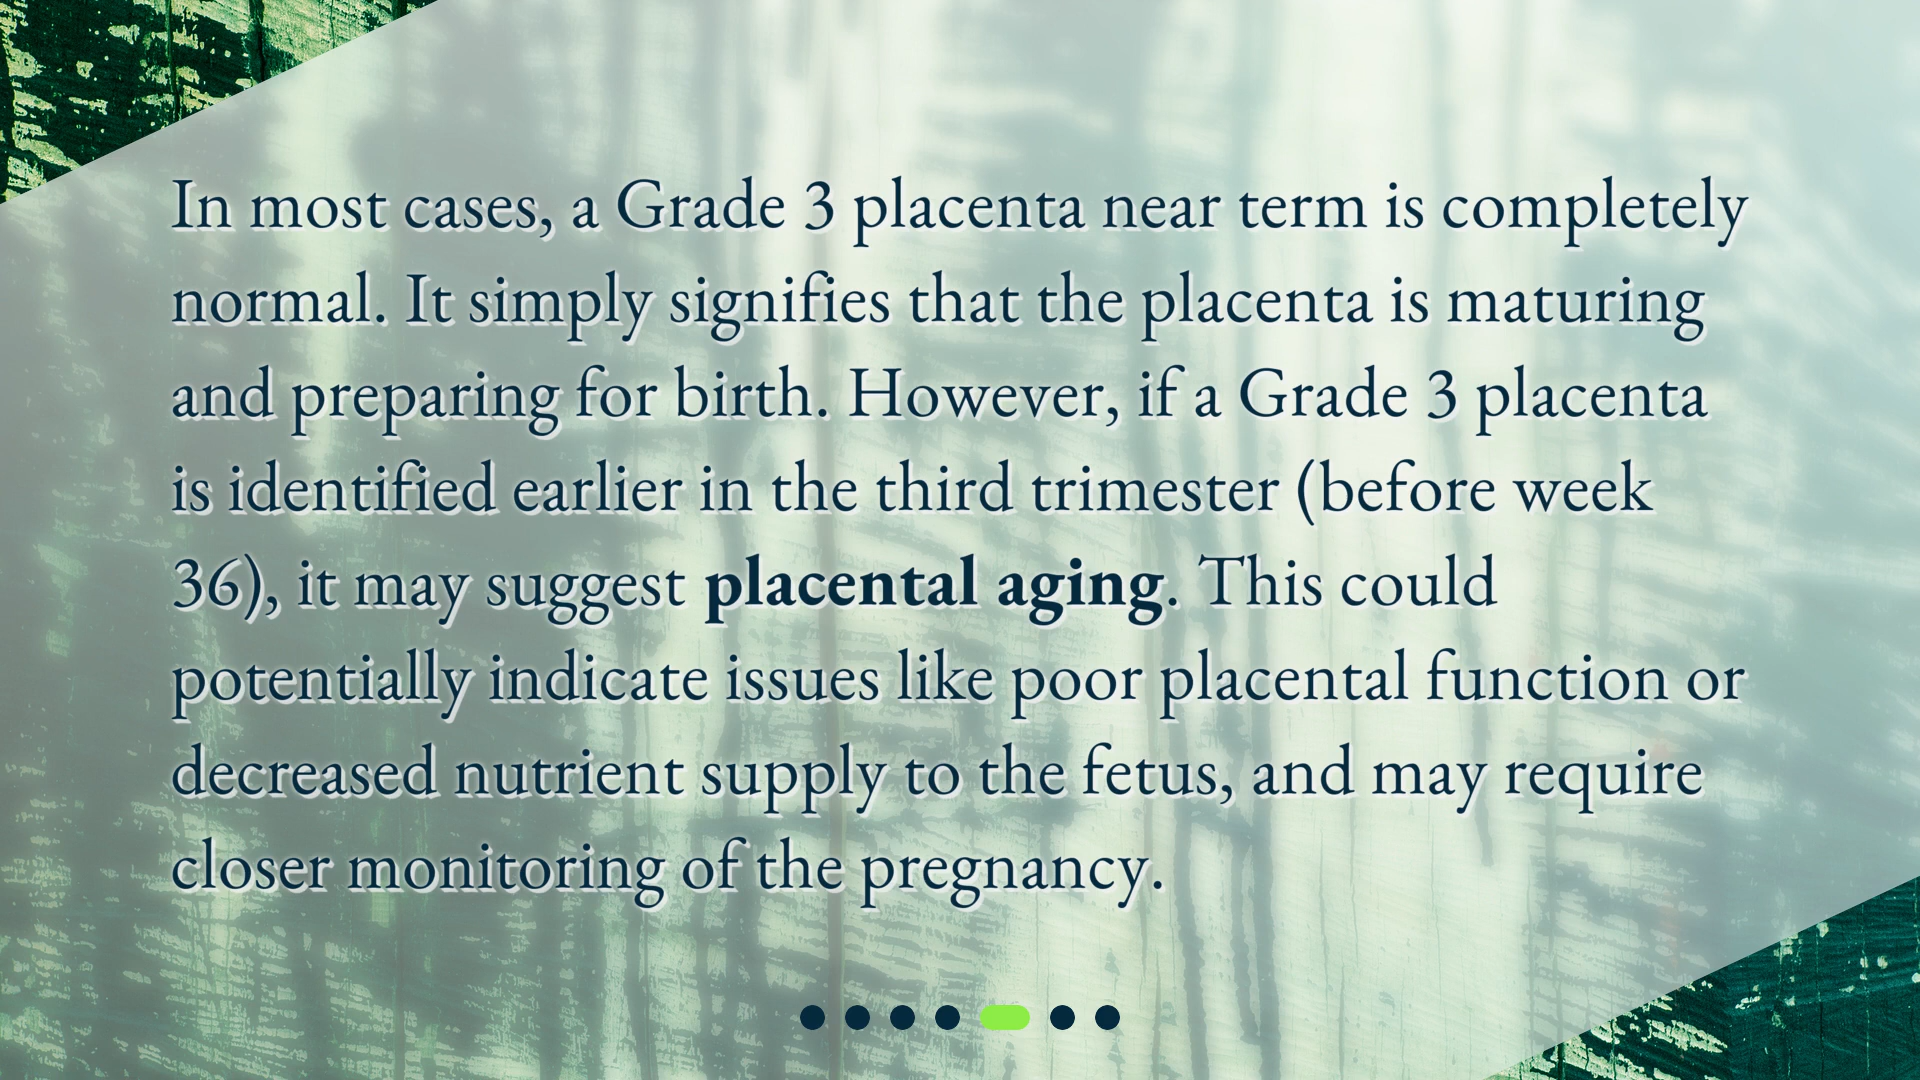 In most cases, a Grade 3 placenta near term is completely
normal. It simply signifies that the placenta is maturing
and preparing for birth. However, if a Grade 3 placenta
is identified earlier in the third trimester (before week
36), it may suggest placental aging. This could
potentially indicate issues like poor placental function or
decreased nutrient supply to the fetus, and may require
closer monitoring of the pregnancy.